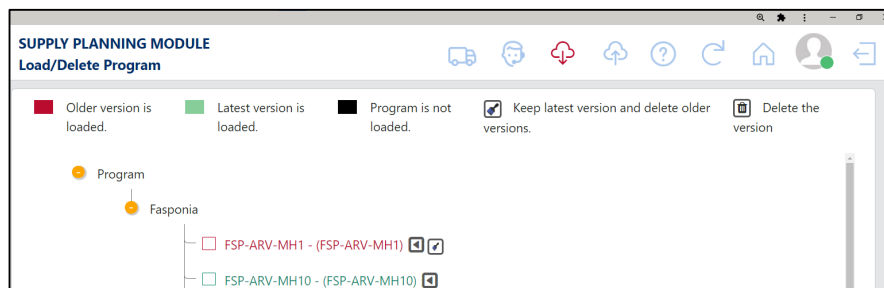 SUPPLY PLANNING MODULE
Load/Delete Program
Older version is loaded.
Latest version is loaded.
Program is not loaded.
Keep latest version and delete older versions.
Delete the version
Program
Fasponia
FSP-ARV-MH1 - (FSP-ARV-MH1)
FSP-ARV-MH10 - (FSP-ARV-MH10)